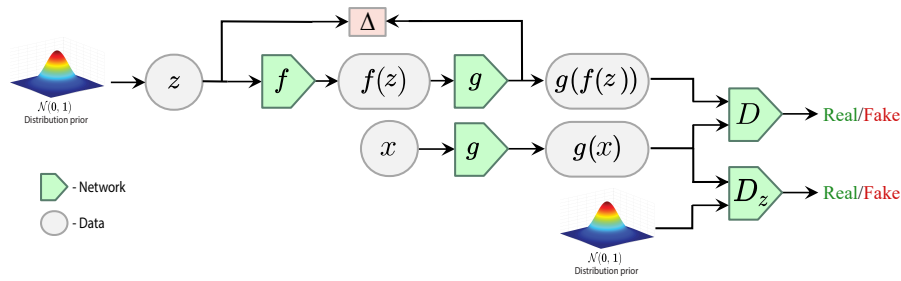 Δ
z
f
f(z)
g
g(f(z))
𝒩(0, 1)
Distribution prior
D
Real/Fake
x
g
g(x)
- Network
D_z
Real/Fake
- Data
𝒩(0, 1)
Distribution prior